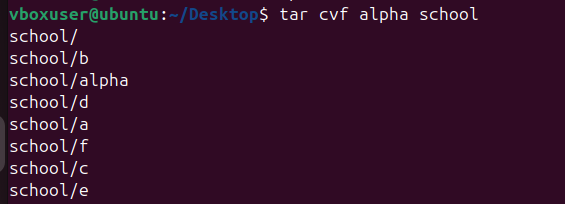 vboxuser@ubuntu:~/Desktop$ tar cvf alpha school
school/
school/b
school/alpha
school/d
school/a
school/f
school/c
school/e